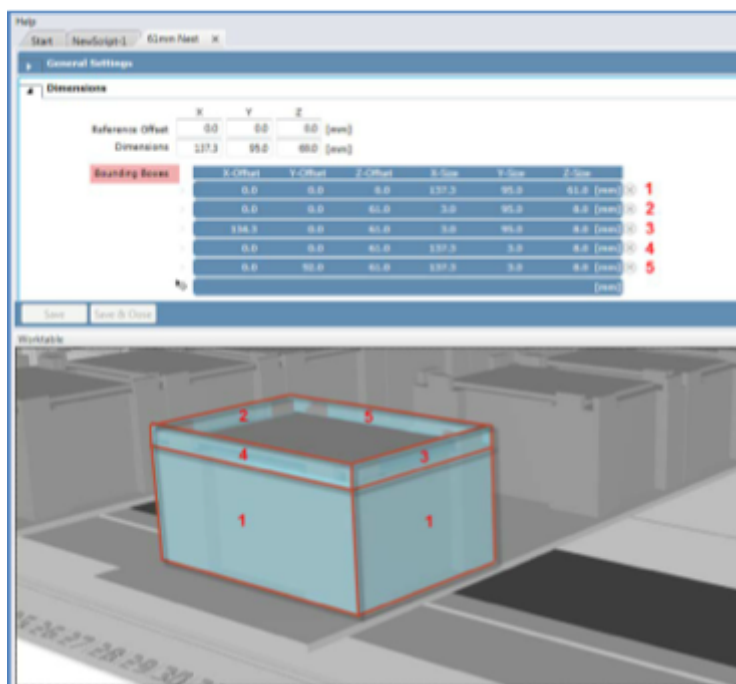 Help
Start NewScript-1 61mm Nest X
General Settings
Dimensions
X Y Z
Reference Offset 0.0 0.0 0.0 [mm]
Dimensions 137.3 95.0 [mm]
Bounding Boxes X-Offset Y-Offset Z-Offset X-Size Y-Size Z-Size
0.0 0.0 0.0 137.3 95.0 61.0 [mm] 1
0.0 0.0 61.0 3.0 95.0 8.0 [mm] 2
0.0 61.0 3.0 95.0 8.0 [mm] 3
0.0 0.0 61.0 137.3 3.0 8.0 [mm] 4
0.0 92.0 61.0 137.3 3.0 8.0 [mm] 5
[mm]
Save Save & Close
Worktable
2 5
4 3
1 1
26 27 28 29 30